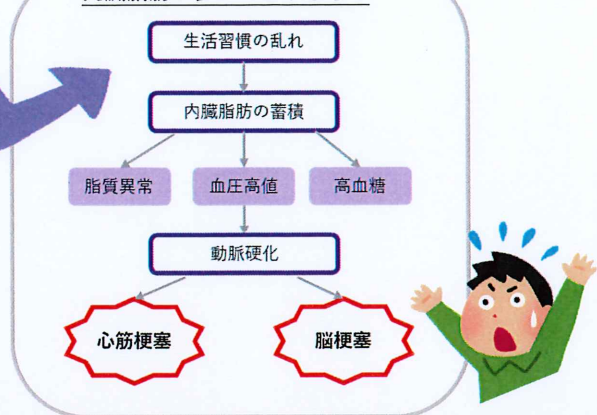 生活習慣の乱れ
内臓脂肪の蓄積
脂質異常 血圧高値 高血糖
動脈硬化
心筋梗塞 脳梗塞